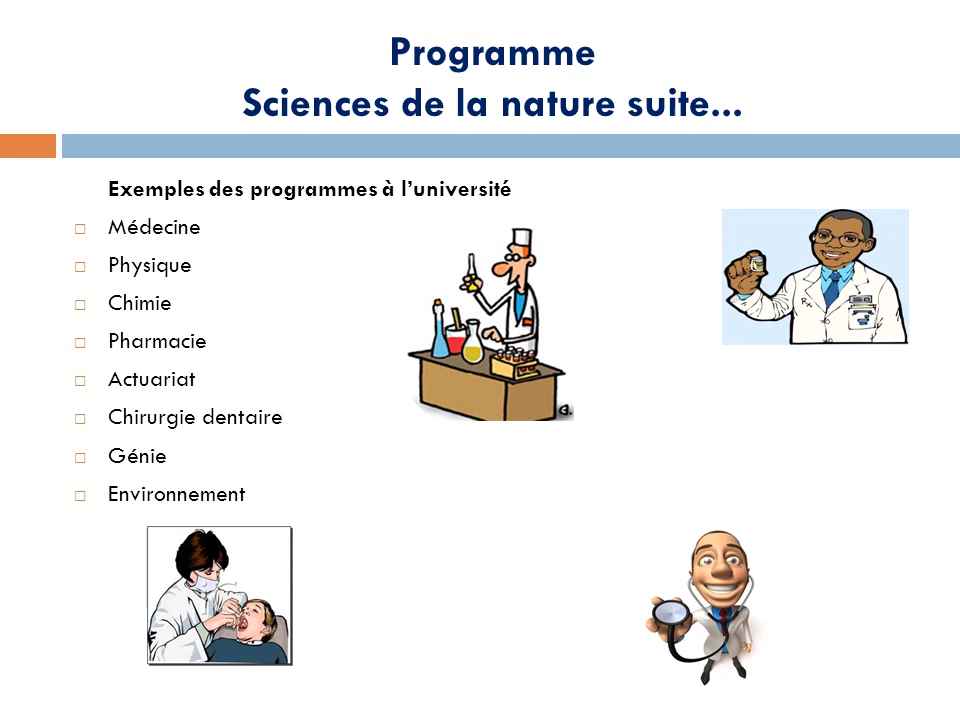 Programme
Sciences de la nature suite...
Exemples des programmes à l’université
Médecine
Physique
Chimie
Pharmacie
Actuariat
Chirurgie dentaire
Génie
Environnement
Rx